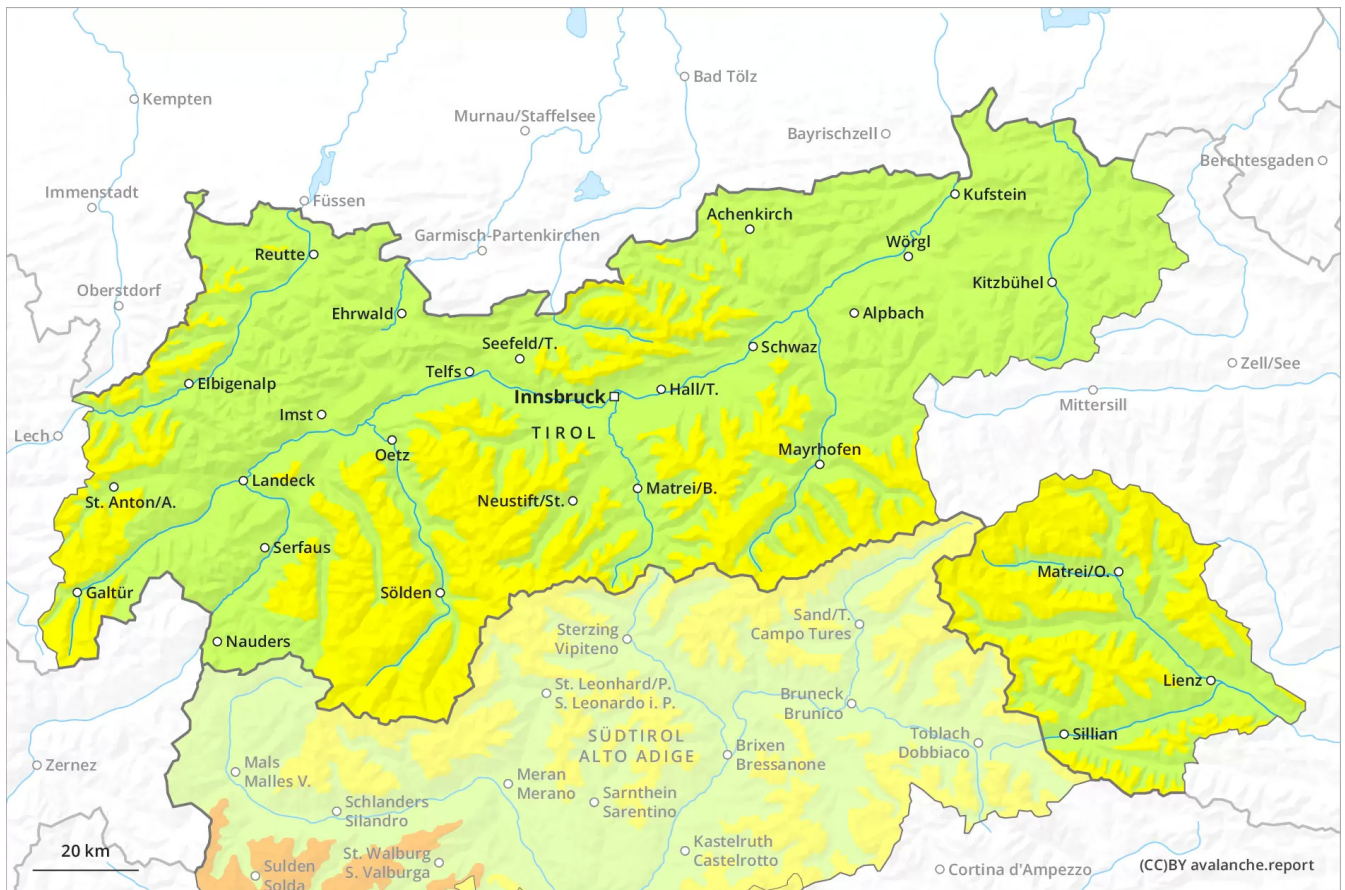 Kempten
Bad Tölz
Murnau/Staffelsee
Bayrischzell
Berchtesgaden
Immenstadt
Füssen
Kufstein
Achenkirch
Garmisch-Partenkirchen
Wörgl
Reutte
Oberstdorf
Kitzbühel
Ehrwald
Alpbach
Seefeld/T.
Schwaz
Zell/See
Telfs
Elbigenalp
Hall/T.
Innsbruck
Mittersill
Imst
Lech
TIROL
Oetz
Mayrhofen
Landeck
Matrei/B.
St. Anton/A.
Neustift/St.
Serfaus
Matrei/O.
Galtür
Sölden
Sand/T.
Campo Tures
Sterzing
Vipiteno
Nauders
Lienz
St. Leonhard/P.
S. Leonardo i. P.
Bruneck
Brunico
SÜDTIROL
ALTO ADIGE
Toblach
Dobbiaco
Sillian
Brixen
Bressanone
Zernez
Mals
Malles V.
Meran
Merano
Sarnthein
Sarentino
Schlanders
Silandro
Kastelruth
Castelrotto
20 km
St. Walburg
S. Valburga
Sulden
Solda
Cortina d'Ampezzo
(CC)BY avalanche.report